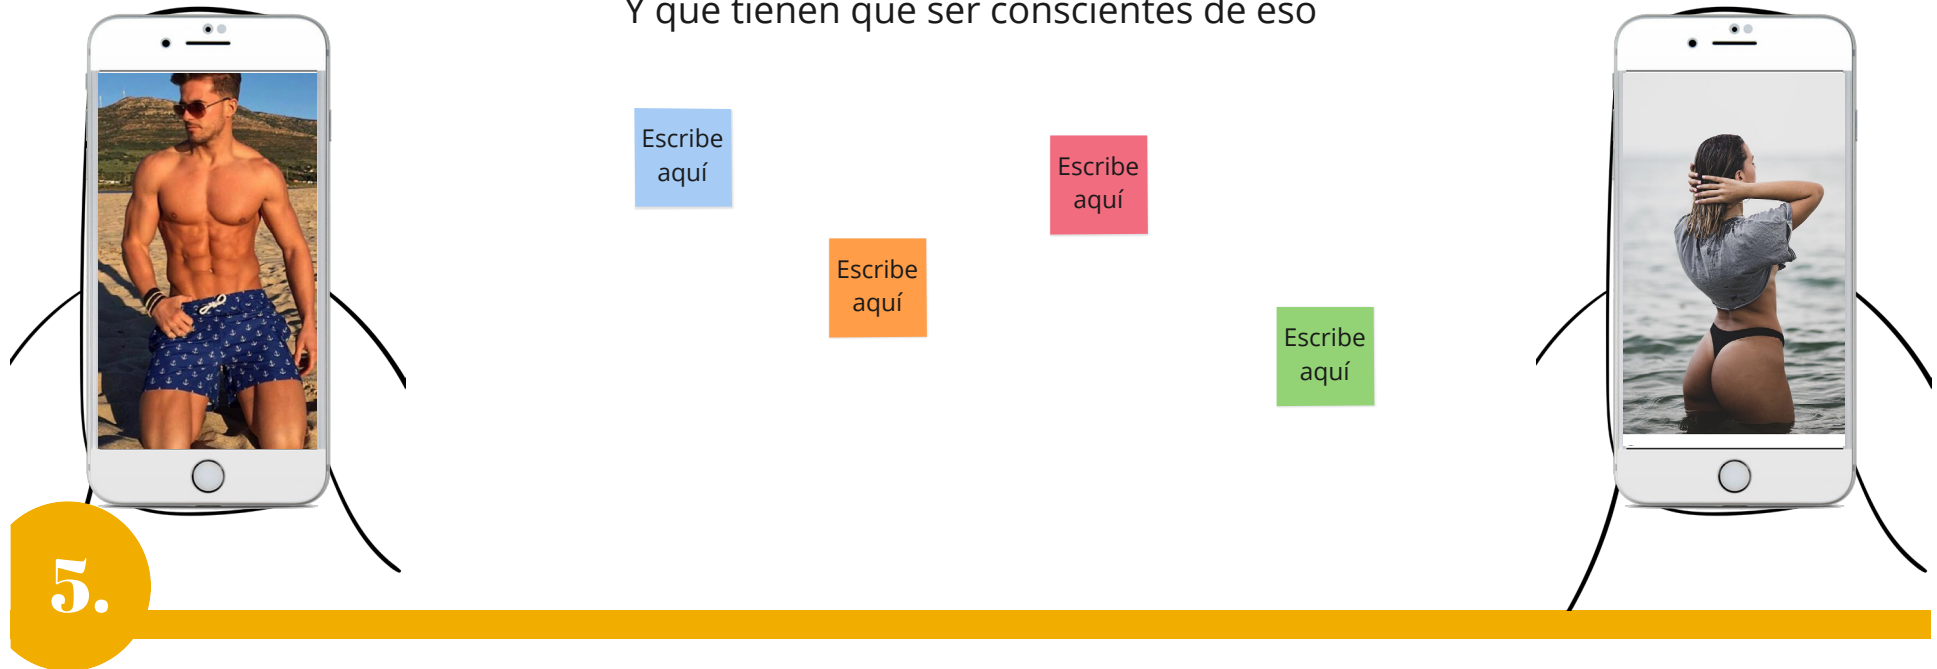 Y que tienen que ser conscientes de eso
Escribe
aquí
Escribe
aquí
Escribe
aquí
Escribe
aquí
5.